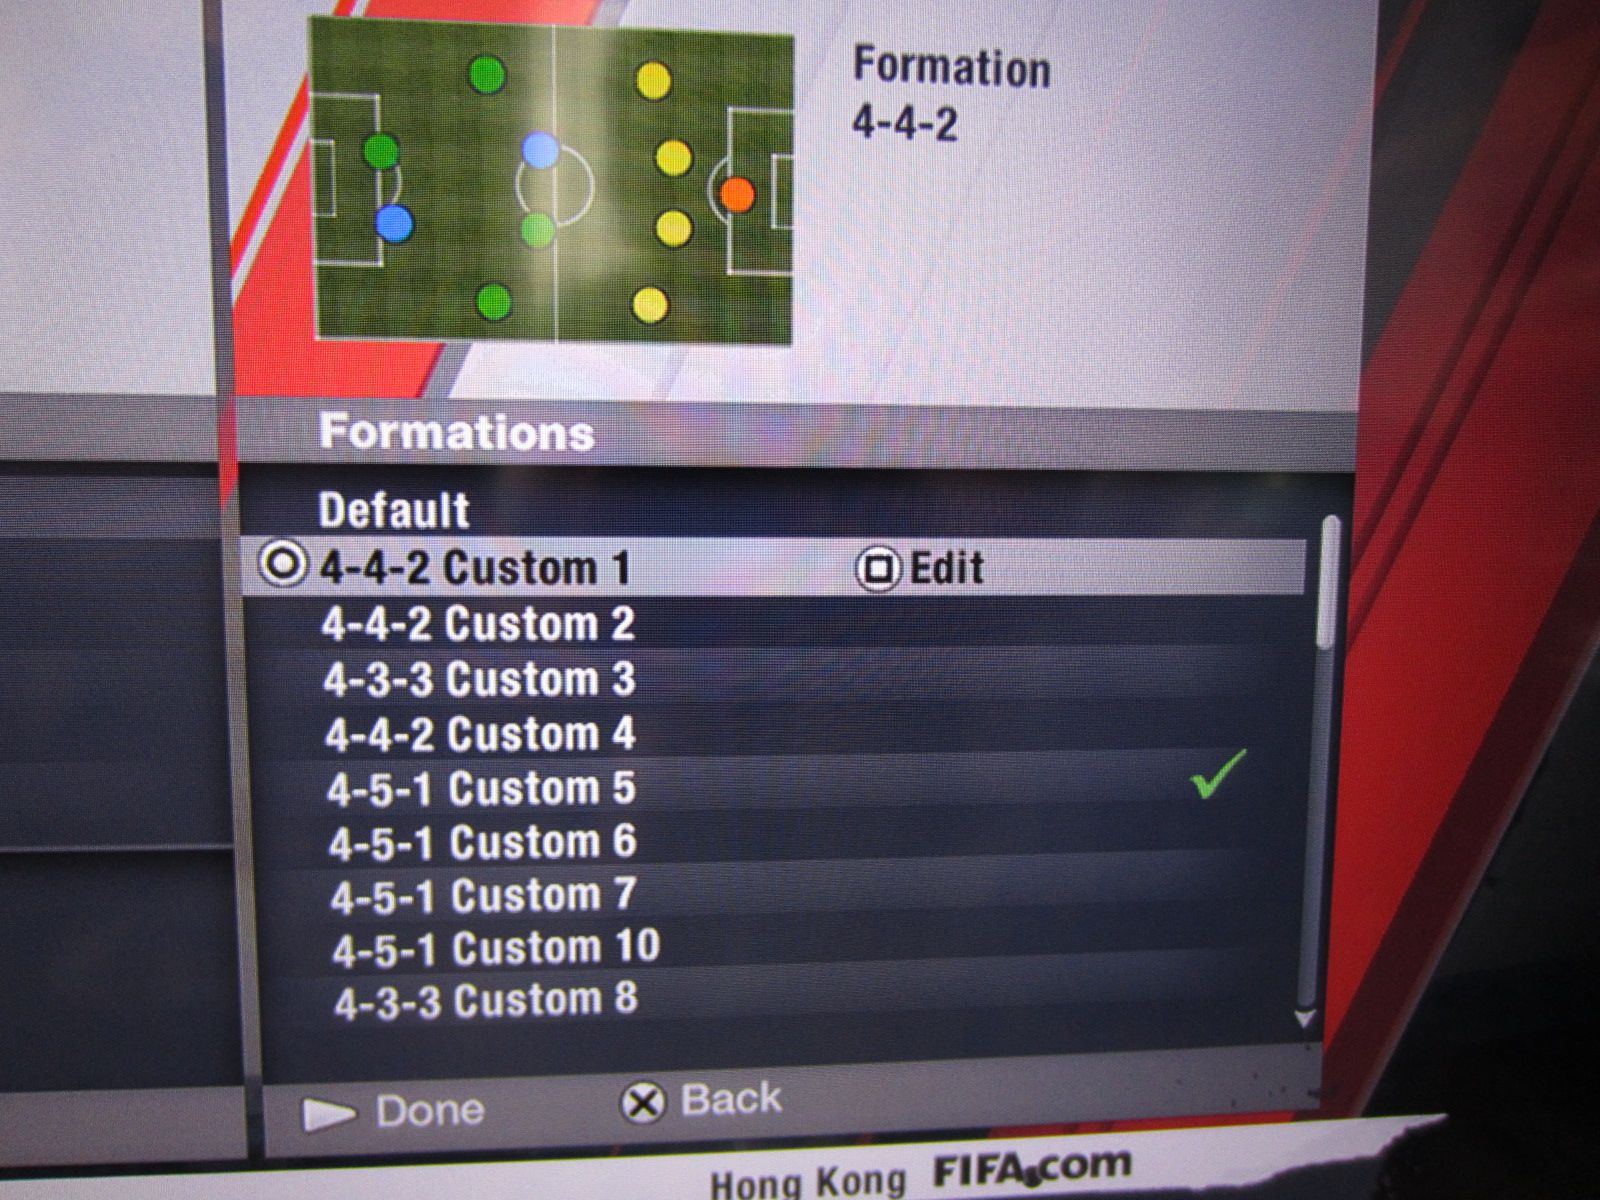 Formation
4-4-2
Formations
Default
4-4-2 Custom 1 Edit
4-4-2 Custom 2
4-3-3 Custom 3
4-4-2 Custom 4
4-5-1 Custom 5
4-5-1 Custom 6
4-5-1 Custom 7
4-5-1 Custom 10
4-3-3 Custom 8
Done Back
Hong Kong FIFA.com